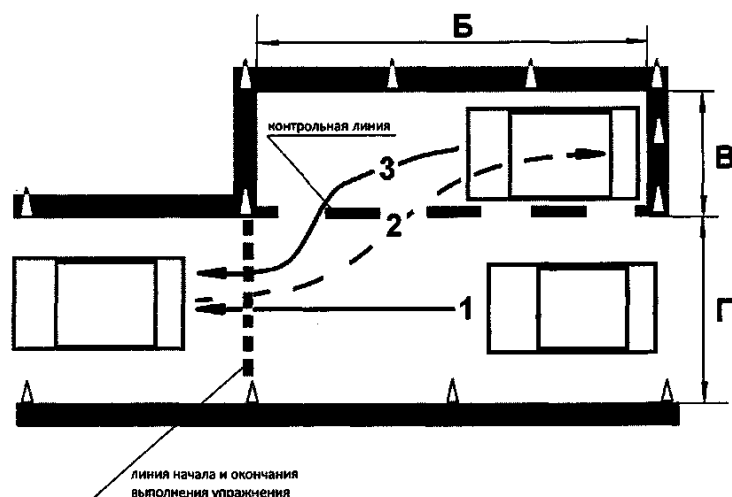 Б
контрольная линия
В
3
2
1
Г
линия начала и окончания
выполнения упражнения